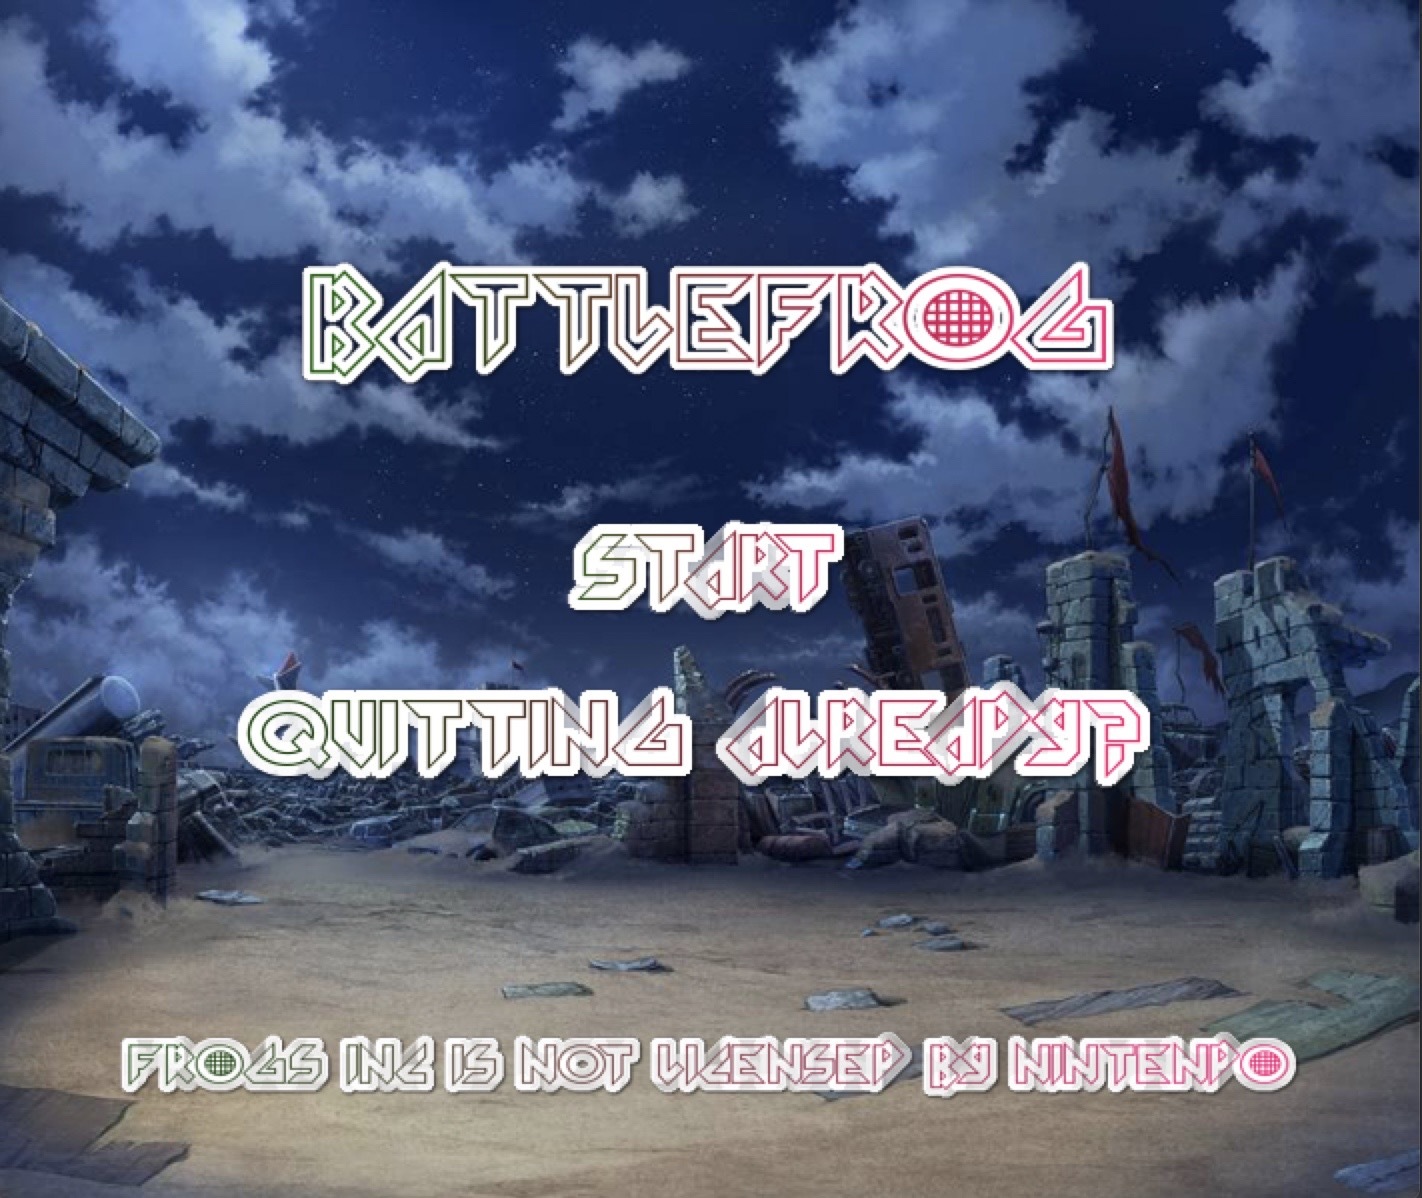 BATTLEFROG
START
QUITTING ALREADY?
FROGS INC IS NOT LICENSED BY NINTENDO